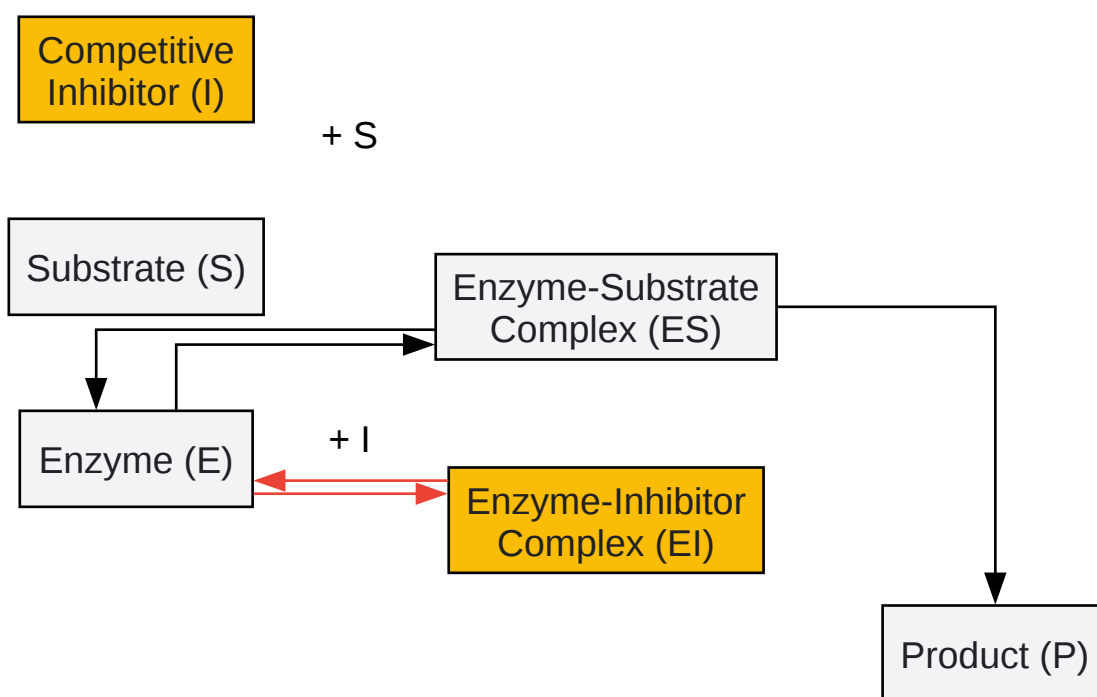 Competitive
Inhibitor (I)
+ S
Substrate (S)
Enzyme-Substrate
Complex (ES)
Enzyme (E)
+ I
Enzyme-Inhibitor
Complex (EI)
Product (P)